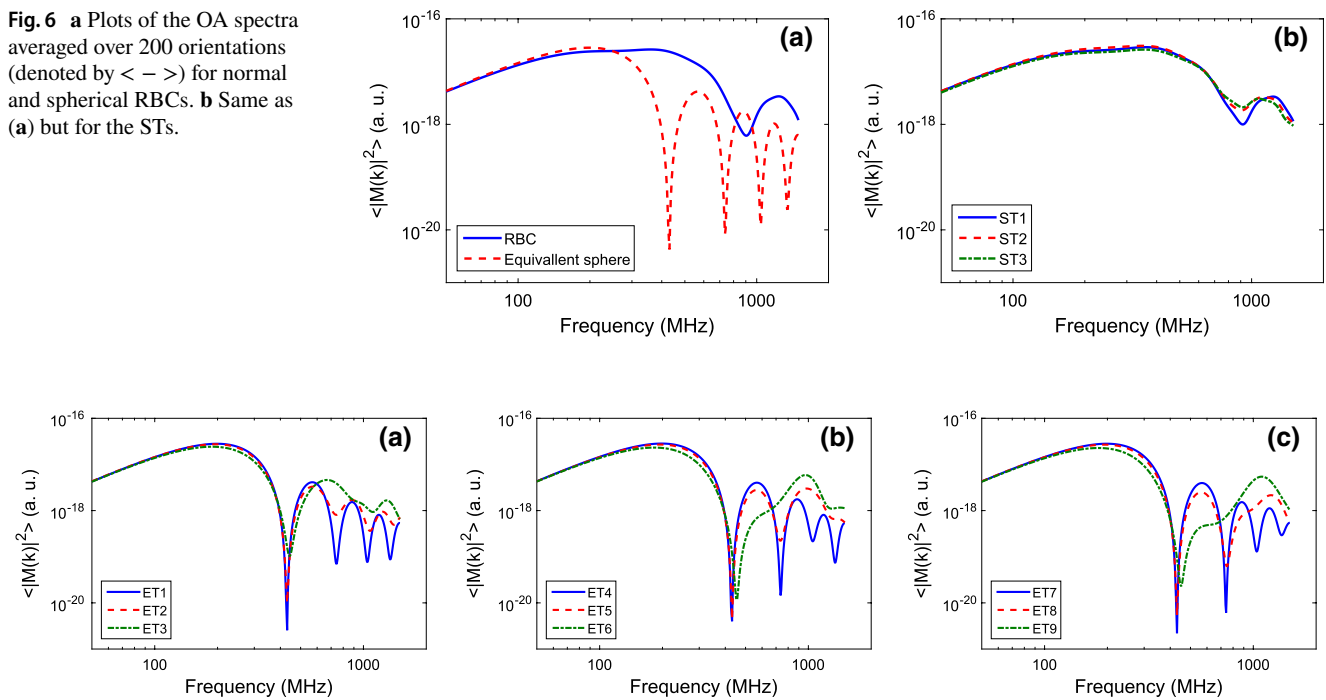 Fig. 6 a Plots of the OA spectra
averaged over 200 orientations
(denoted by < − >) for normal
and spherical RBCs. b Same as
(a) but for the STs.
(a)
10^-16
10^-18
10^-20
<|M(k)|^2> (a. u.)
RBC
Equivallent sphere
100
1000
Frequency (MHz)
(b)
10^-16
10^-18
10^-20
<|M(k)|^2> (a. u.)
ST1
ST2
ST3
100
1000
Frequency (MHz)
(a)
10^-16
10^-18
10^-20
<|M(k)|^2> (a. u.)
ET1
ET2
ET3
100
1000
Frequency (MHz)
(b)
10^-16
10^-18
10^-20
<|M(k)|^2> (a. u.)
ET4
ET5
ET6
100
1000
Frequency (MHz)
(c)
10^-16
10^-18
10^-20
<|M(k)|^2> (a. u.)
ET7
ET8
ET9
100
1000
Frequency (MHz)